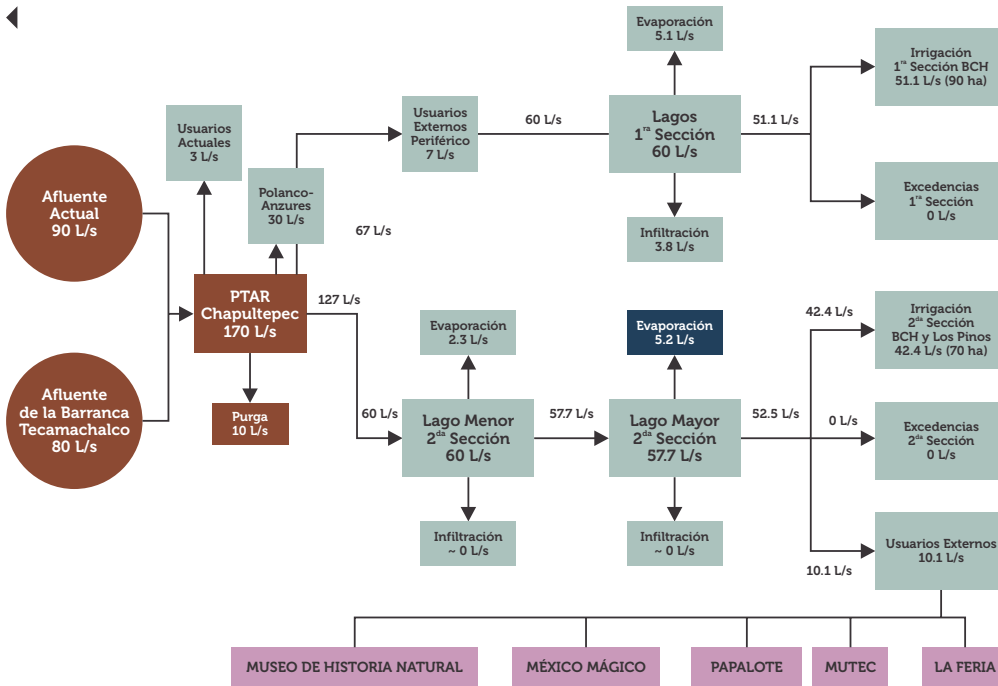 Evaporación
5.1 L/s
Irrigación
1ʳᵃ Sección BCH
51.1 L/s (90 ha)
Usuarios
Actuales
3 L/s
Usuarios
Externos
Periférico
7 L/s
60 L/s
Lagos
1ʳᵃ Sección
60 L/s
51.1 L/s
Afluente
Actual
90 L/s
Polanco-
Anzures
30 L/s
67 L/s
Infiltración
3.8 L/s
Excedencias
1ʳᵃ Sección
0 L/s
PTAR
Chapultepec
170 L/s
127 L/s
Evaporación
2.3 L/s
Evaporación
5.2 L/s
42.4 L/s
Irrigación
2ᵈᵃ Sección
BCH y Los Pinos
42.4 L/s (70 ha)
Afluente
de la Barranca
Tecamachalco
80 L/s
Purga
10 L/s
60 L/s
Lago Menor
2ᵈᵃ Sección
60 L/s
57.7 L/s
Lago Mayor
2ᵈᵃ Sección
57.7 L/s
52.5 L/s
0 L/s
Excedencias
2ᵈᵃ Sección
0 L/s
Infiltración
~ 0 L/s
Infiltración
~ 0 L/s
10.1 L/s
Usuarios Externos
10.1 L/s
MUSEO DE HISTORIA NATURAL
MÉXICO MÁGICO
PAPALOTE
MUTEC
LA FERIA